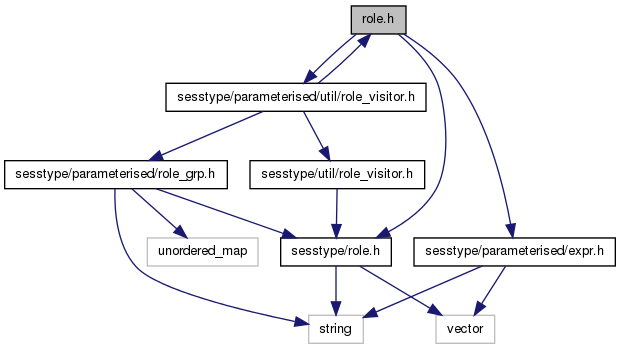 role.h
sesstype/parameterised/util/role_visitor.h
sesstype/parameterised/role_grp.h
sesstype/util/role_visitor.h
unordered_map
sesstype/role.h
sesstype/parameterised/expr.h
string
vector